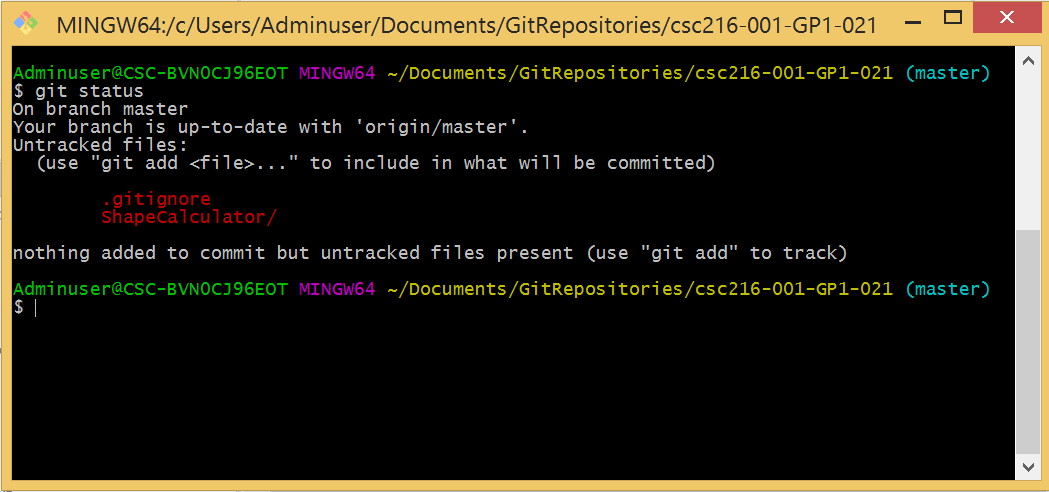 MINGW64:/c/Users/Adminuser/Documents/GitRepositories/csc216-001-GP1-021
Adminuser@CSC-BVN0CJ96EOT MINGW64 ~/Documents/GitRepositories/csc216-001-GP1-021 (master)
$ git status
On branch master
Your branch is up-to-date with 'origin/master'.
Untracked files:
  (use "git add <file>..." to include in what will be committed)
        .gitignore
        ShapeCalculator/
nothing added to commit but untracked files present (use "git add" to track)
Adminuser@CSC-BVN0CJ96EOT MINGW64 ~/Documents/GitRepositories/csc216-001-GP1-021 (master)
$